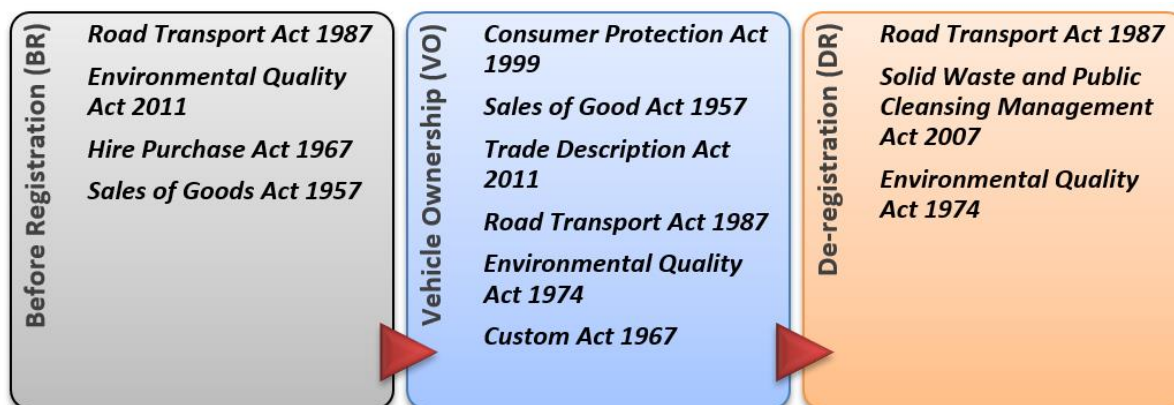 Before Registration (BR)
Road Transport Act 1987
Environmental Quality
Act 2011
Hire Purchase Act 1967
Sales of Goods Act 1957
Vehicle Ownership (VO)
Consumer Protection Act
1999
Sales of Good Act 1957
Trade Description Act
2011
Road Transport Act 1987
Environmental Quality
Act 1974
Custom Act 1967
De-registration (DR)
Road Transport Act 1987
Solid Waste and Public
Cleansing Management
Act 2007
Environmental Quality
Act 1974